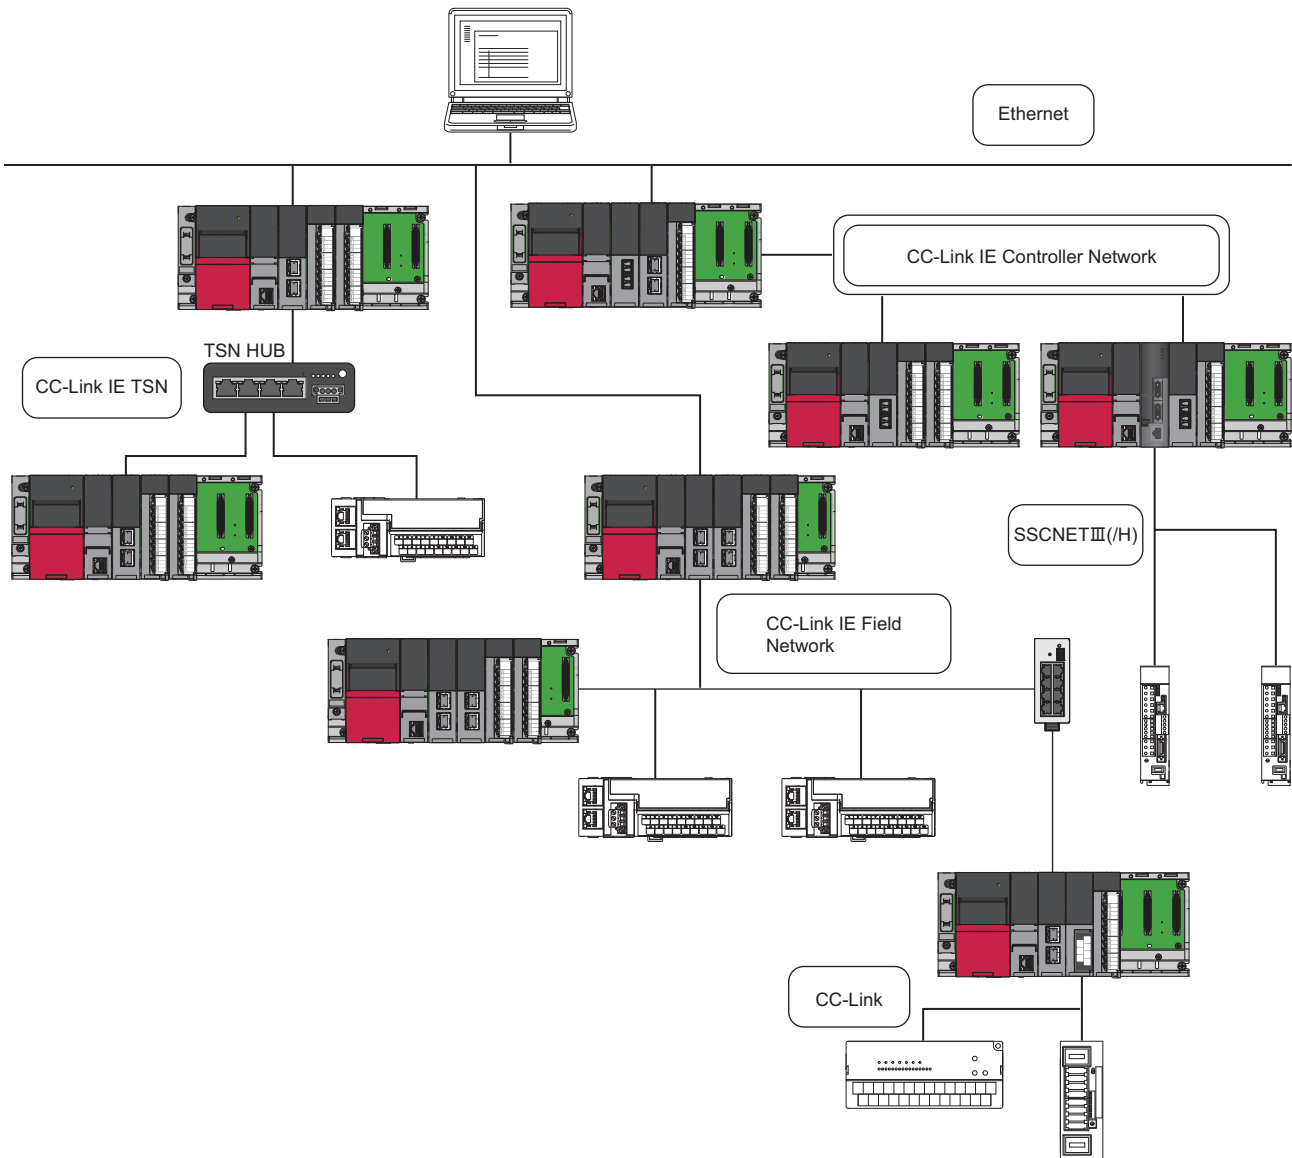 Ethernet
CC-Link IE Controller Network
TSN HUB
CC-Link IE TSN
SSCNETⅢ(/H)
CC-Link IE Field
Network
CC-Link